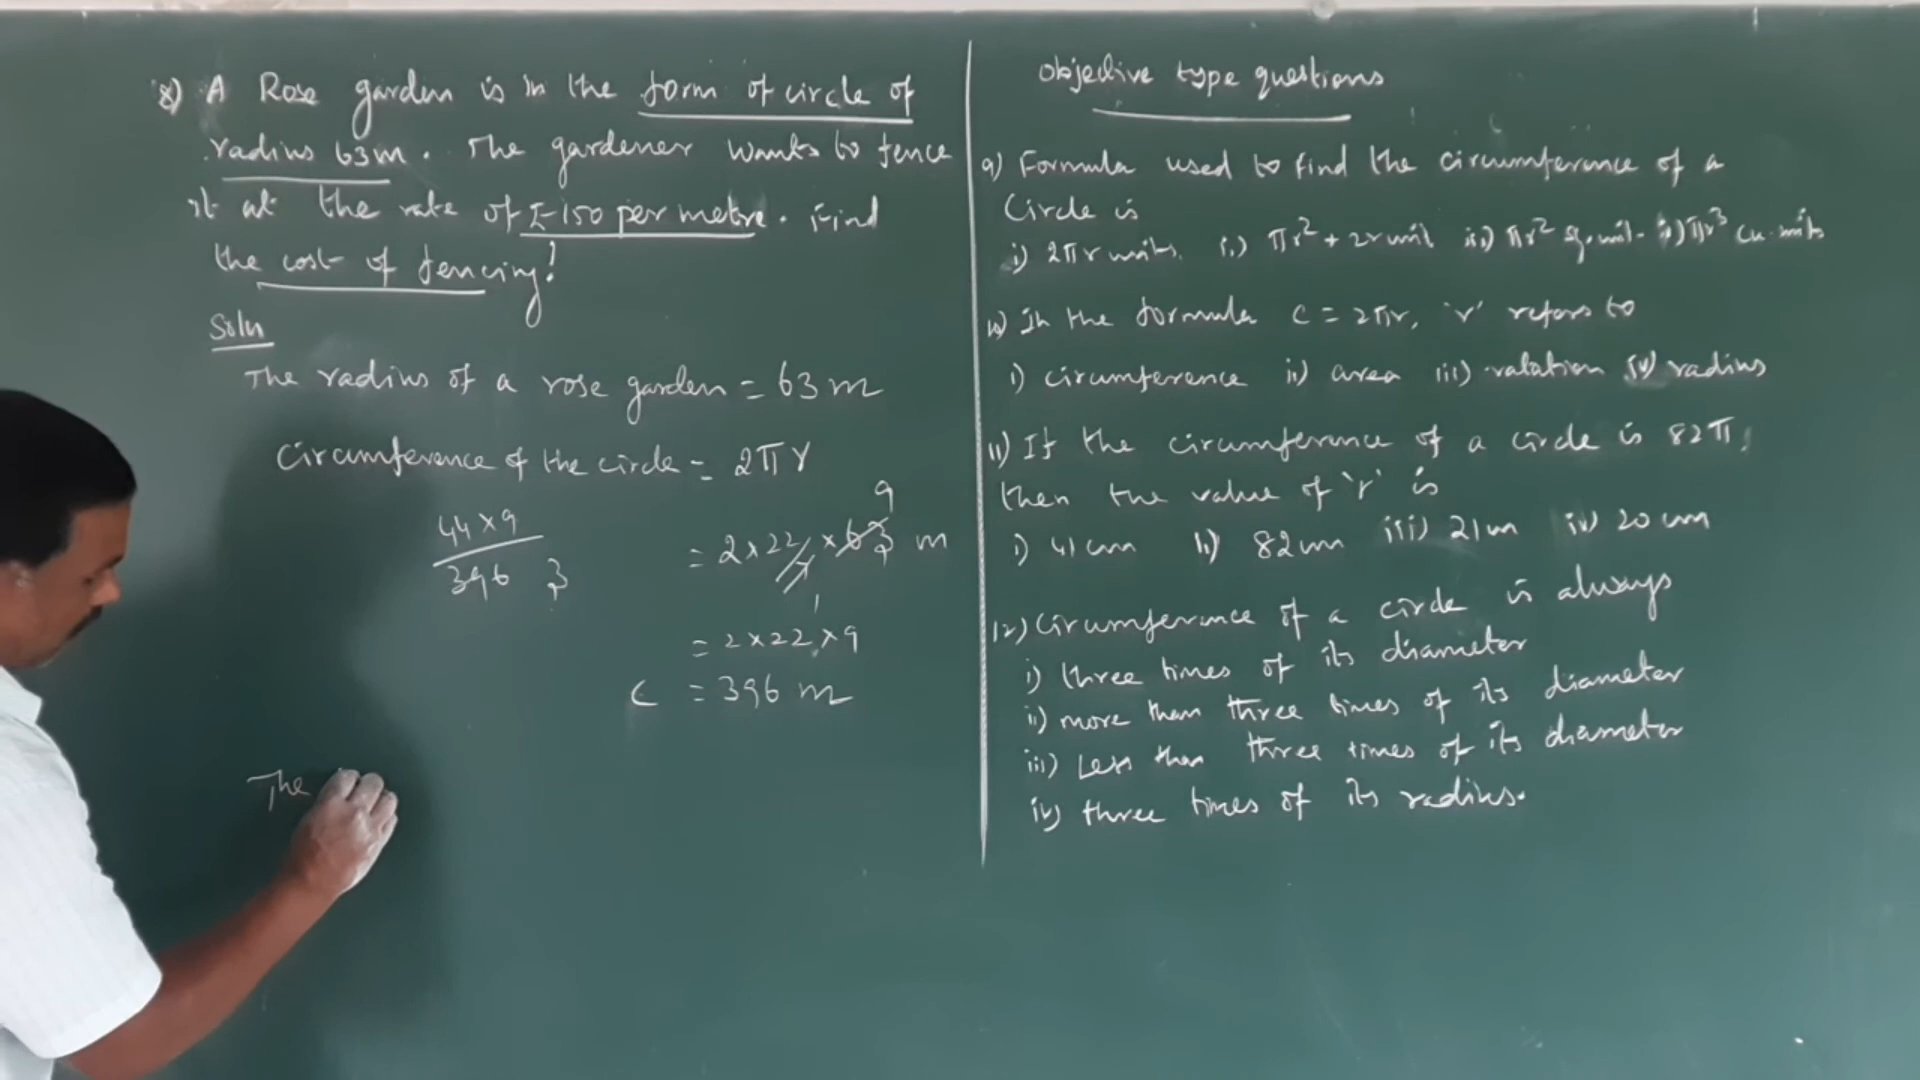 8) A Rose garden is in the form of circle of
radius 63m. The gardener wants to fence
it at the rate of ₹150 per metre. Find
the cost of fencing?
Soln
The radius of a rose garden = 63 m
Circumference of the circle = 2πr
44 × 9
396
= 2 × 22/7 × 63 m
9
1
= 2 × 22 × 9
C = 396 m
The
Objective type questions
9) Formula used to find the circumference of a
Circle is
i) 2πr units. ii) πr² + 2r unit iii) πr² sq.unit. iv) πr³ cu.units
10) In the formula C = 2πr, 'r' refers to
i) circumference ii) area iii) ratation iv) radius
11) If the circumference of a circle is 82π,
then the value of 'r' is
i) 41 cm ii) 82 cm iii) 21 cm iv) 20 cm
12) Circumference of a circle is always
i) three times of its diameter
ii) more than three times of its diameter
iii) Less than three times of its diameter
iv) three times of its radius.